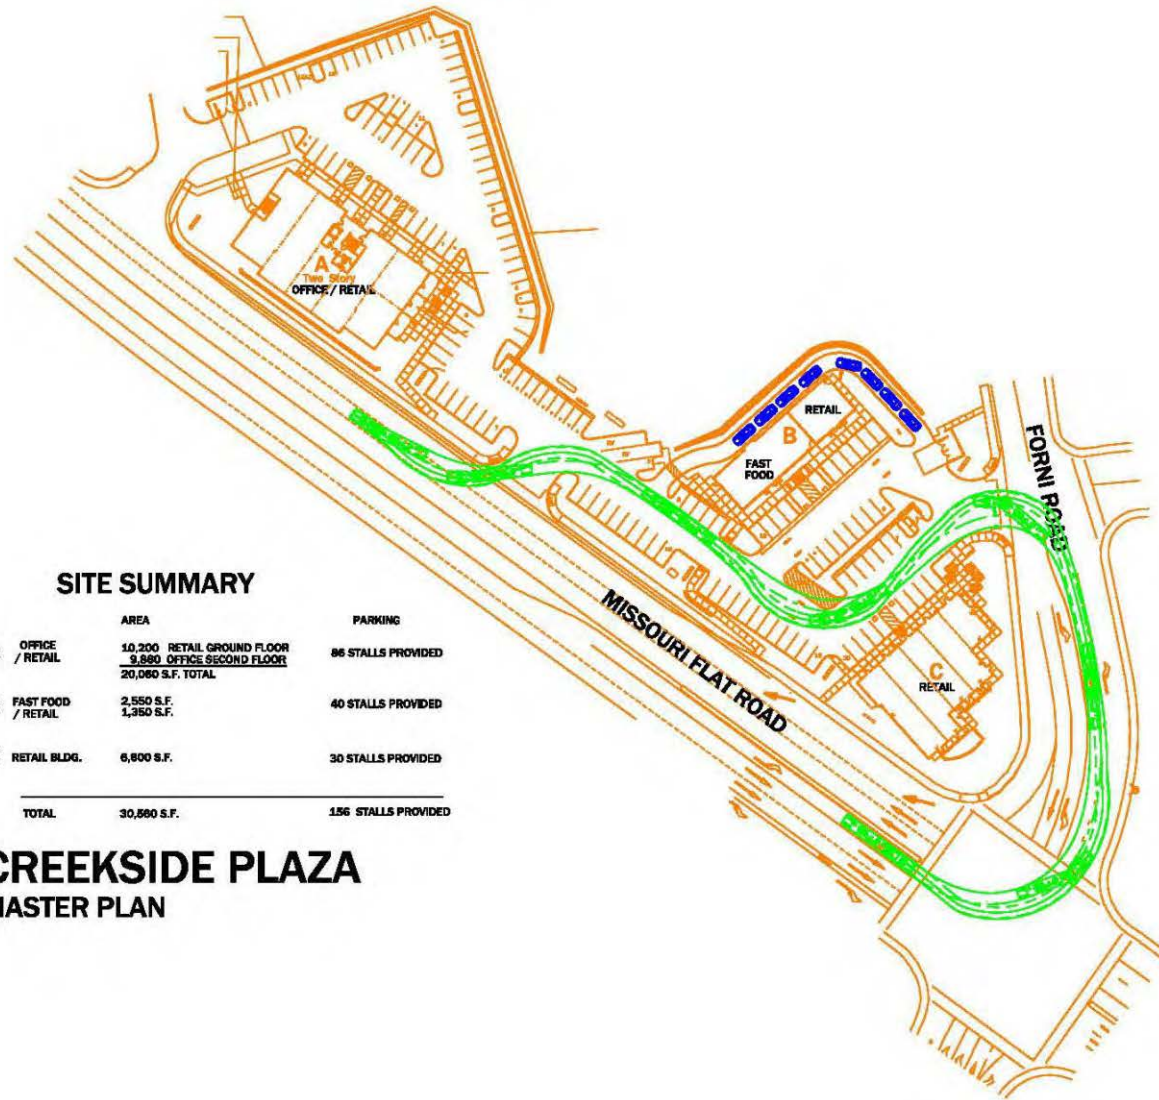 A
Two Story
OFFICE / RETAIL
RETAIL
B
FAST
FOOD
FORNI ROAD
MISSOURI FLAT ROAD
C
RETAIL
SITE SUMMARY
AREA PARKING
OFFICE / RETAIL
10,200 RETAIL GROUND FLOOR
9,860 OFFICE SECOND FLOOR
20,060 S.F. TOTAL
86 STALLS PROVIDED
FAST FOOD / RETAIL
2,550 S.F.
1,350 S.F.
40 STALLS PROVIDED
RETAIL BLDG. 6,800 S.F. 30 STALLS PROVIDED
TOTAL 30,560 S.F. 156 STALLS PROVIDED
CREEKSIDE PLAZA
MASTER PLAN